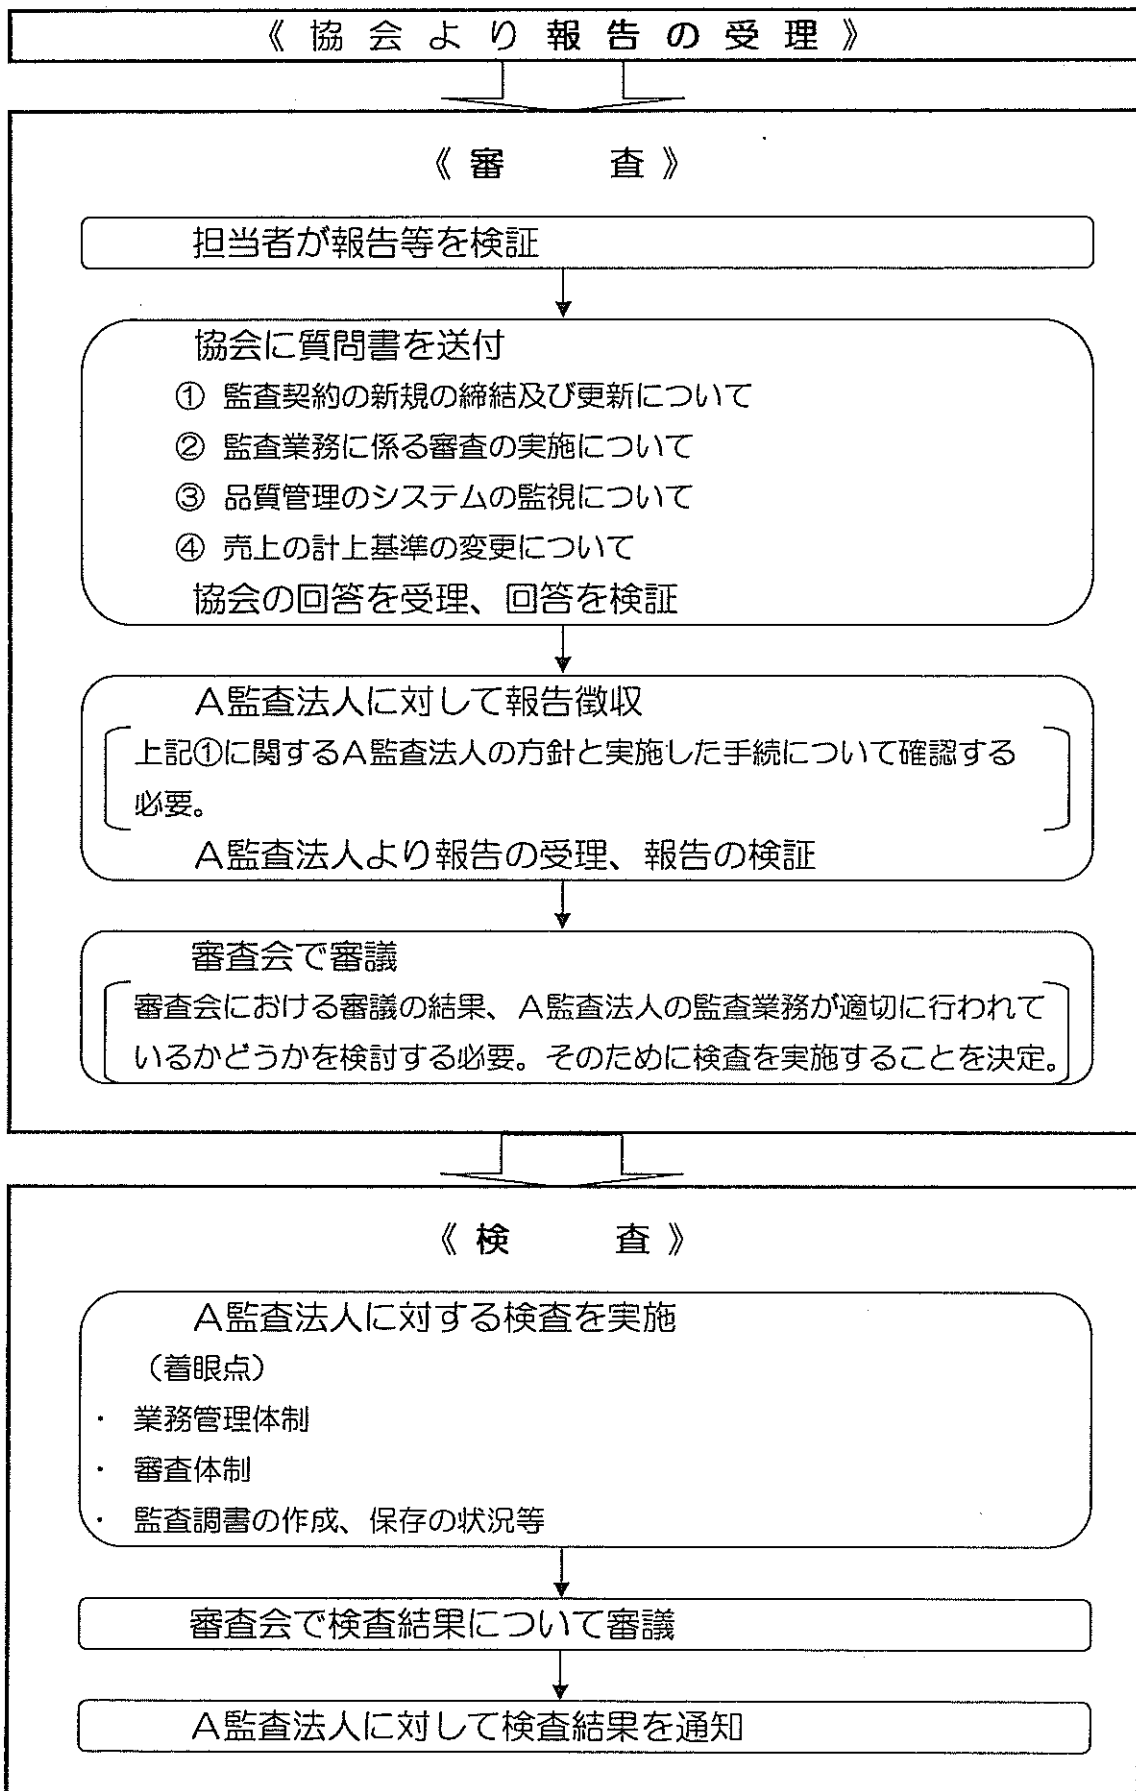 《 協 会 よ り 報 告 の 受 理 》
《 審　　査 》
担当者が報告等を検証
協会に質問書を送付
① 監査契約の新規の締結及び更新について
② 監査業務に係る審査の実施について
③ 品質管理のシステムの監視について
④ 売上の計上基準の変更について
協会の回答を受理、回答を検証
A監査法人に対して報告徴収
上記①に関するA監査法人の方針と実施した手続について確認する
必要。
A監査法人より報告の受理、報告の検証
審査会で審議
審査会における審議の結果、A監査法人の監査業務が適切に行われて
いるかどうかを検討する必要。そのために検査を実施することを決定。
《 検　　査 》
A監査法人に対する検査を実施
（着眼点）
・ 業務管理体制
・ 審査体制
・ 監査調書の作成、保存の状況等
審査会で検査結果について審議
A監査法人に対して検査結果を通知